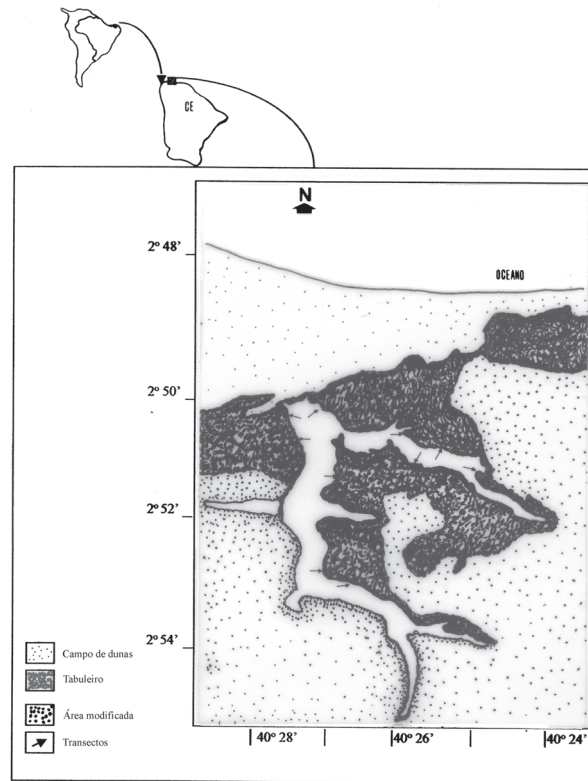 CE
N
2º 48'
OCEANO
2º 50'
2º 52'
2º 54'
Campo de dunas
Tabuleiro
Área modificada
Transectos
40º 28' 40º 26' 40º 24'